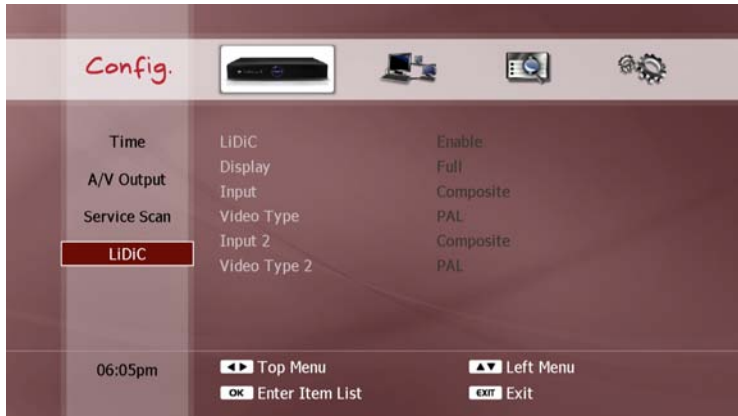 Config.
Time
A/V Output
Service Scan
LiDiC
LiDiC Enable
Display Full
Input Composite
Video Type PAL
Input 2 Composite
Video Type 2 PAL
06:05pm
◄► Top Menu ▲▼ Left Menu
OK Enter Item List EXIT Exit